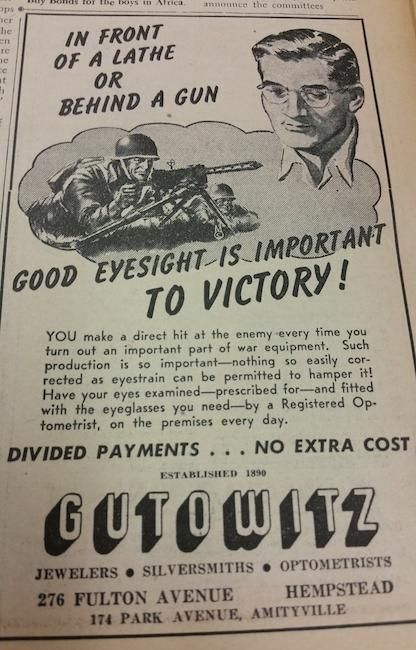 Buy Bonds for the boys in Africa.
announce the committees
IN FRONT
OF A LATHE
OR
BEHIND A GUN
GOOD EYESIGHT IS IMPORTANT
TO VICTORY!
YOU make a direct hit at the enemy every time you
turn out an important part of war equipment. Such
production is so important—nothing so easily cor-
rected as eyestrain can be permitted to hamper it!
Have your eyes examined—prescribed for—and fitted
with the eyeglasses you need—by a Registered Op-
tometrist, on the premises every day.
DIVIDED PAYMENTS . . . NO EXTRA COST
ESTABLISHED 1890
GUTOWITZ
JEWELERS ● SILVERSMITHS ● OPTOMETRISTS
276 FULTON AVENUE HEMPSTEAD
174 PARK AVENUE, AMITYVILLE